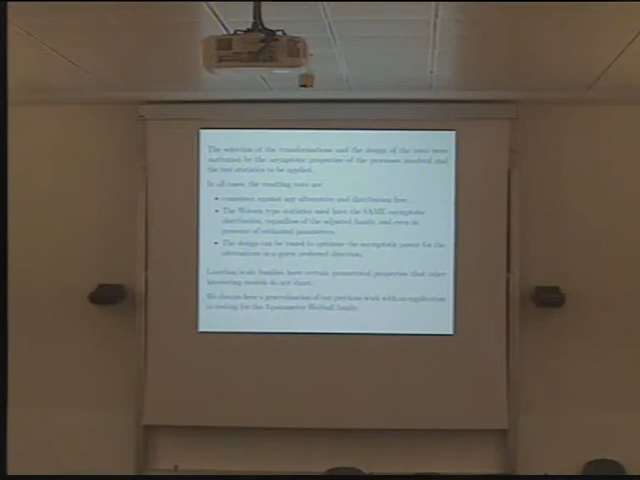 The selection of the transformations and the design of the tests were
motivated by the asymptotic properties of the processes involved and
the test statistics to be applied.
In all cases, the resulting tests are
• consistent against any alternative and distribution free.
• The Watson type statistics used have the SAME asymptotic
distribution, regardless of the adjusted family, and even in
presence of estimated parameters.
• The design can be tuned to optimize the asymptotic power for the
alternatives in a given preferred direction.
Location-scale families have certain geometrical properties that other
interesting models do not share.
We discuss here a generalization of our previous work with an application
to testing for the Weibull family.